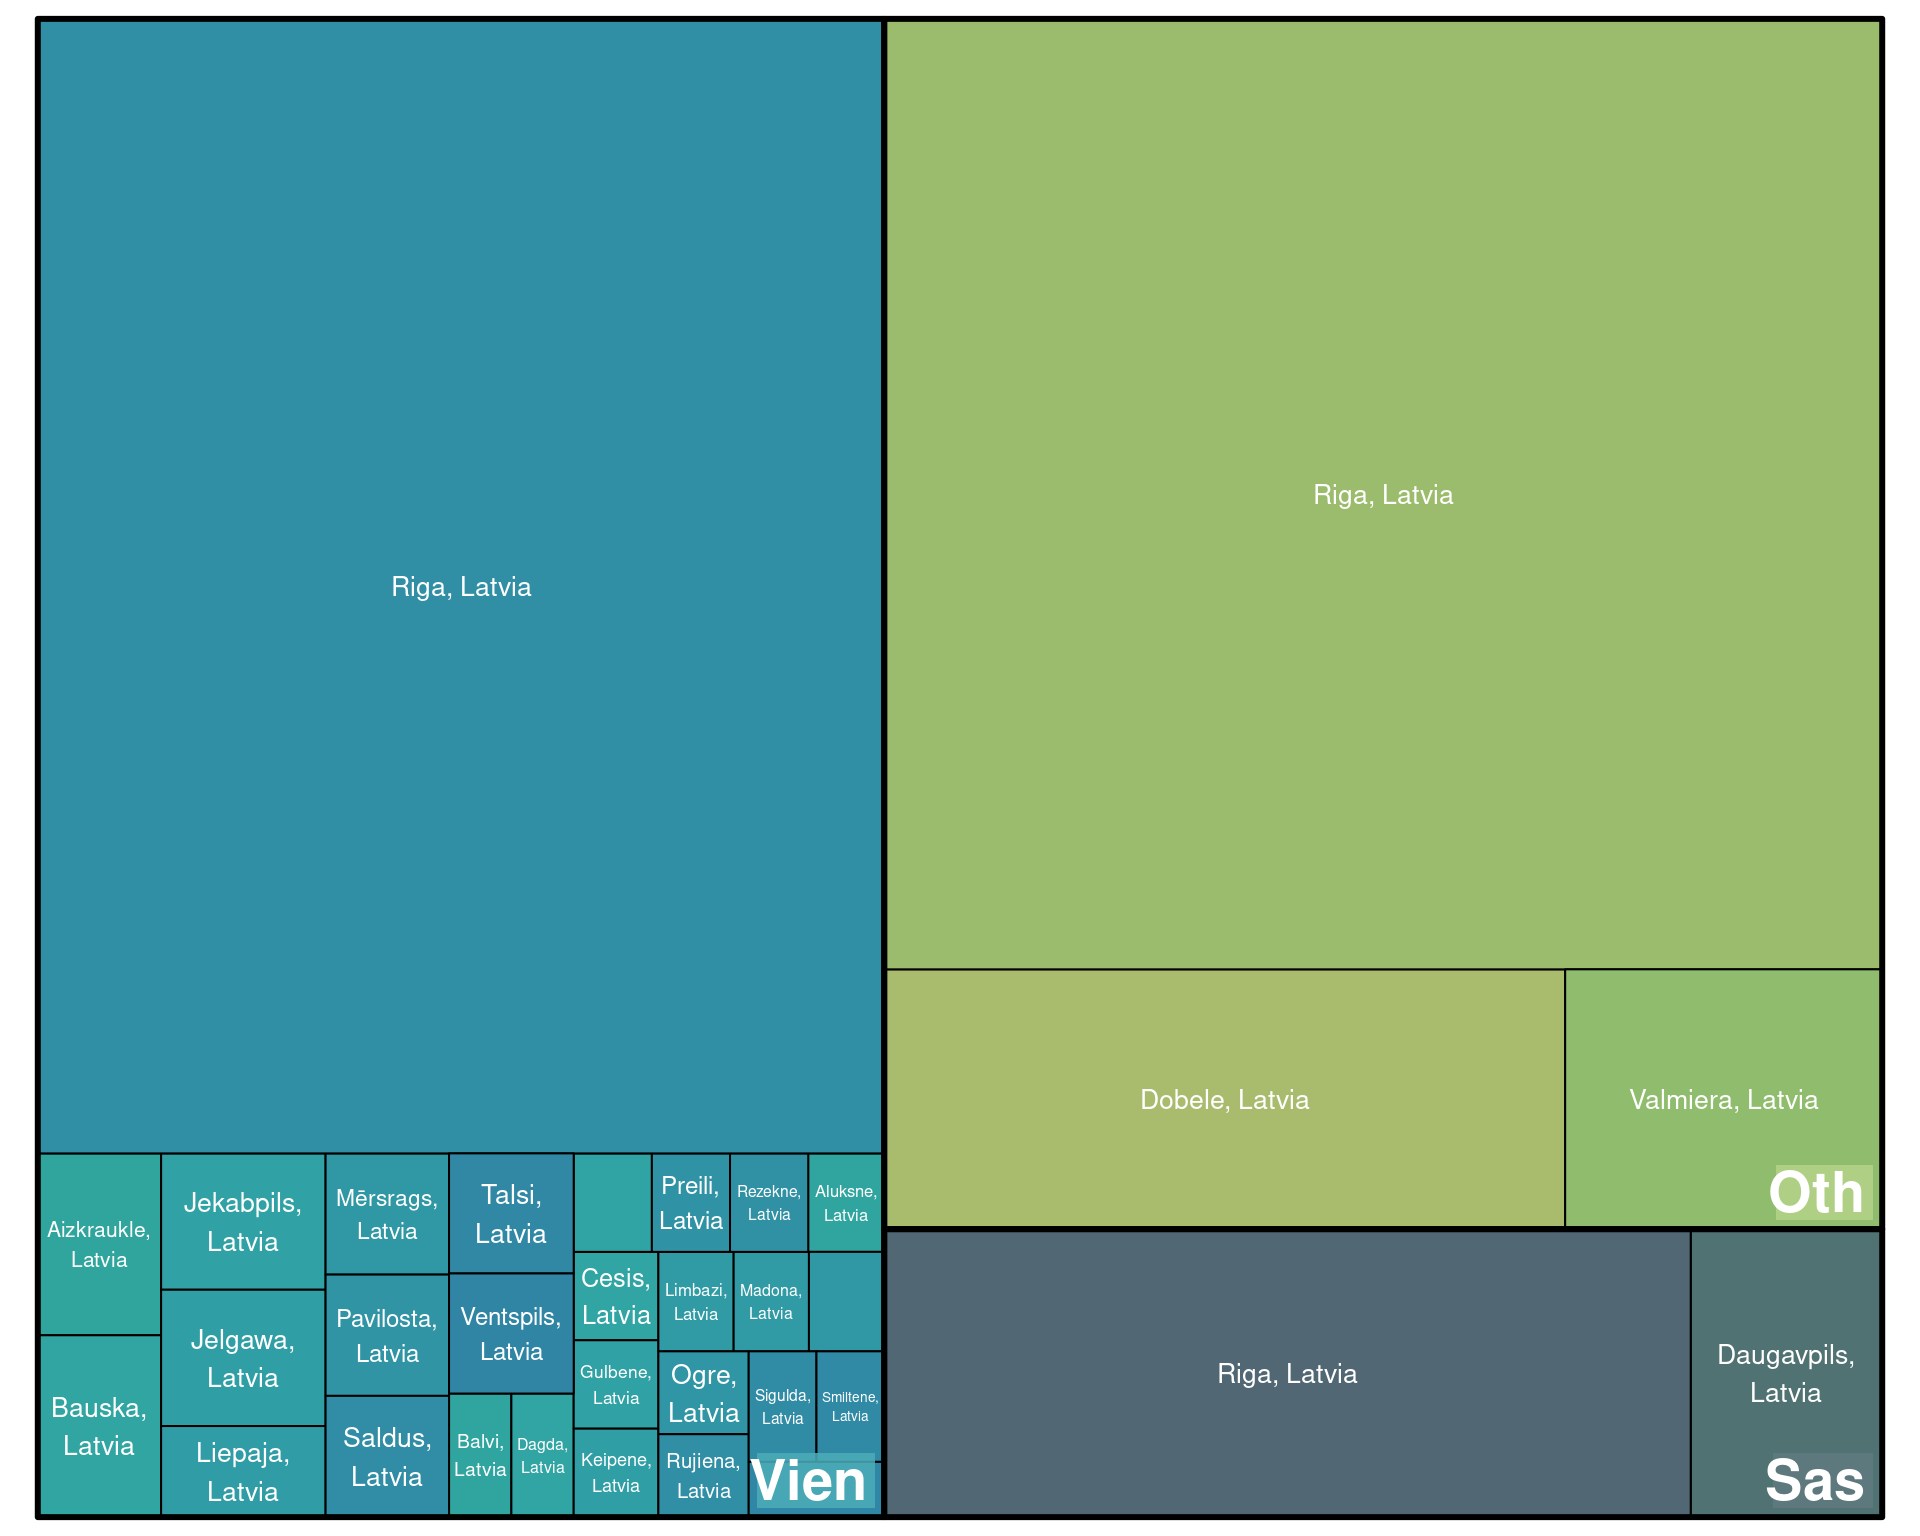 Riga, Latvia
Aizkraukle,
Latvia
Bauska,
Latvia
Jekabpils,
Latvia
Jelgawa,
Latvia
Liepaja,
Latvia
Mērsrags,
Latvia
Pavilosta,
Latvia
Saldus,
Latvia
Talsi,
Latvia
Ventspils,
Latvia
Balvi,
Latvia
Dagda,
Latvia
Cesis,
Latvia
Gulbene,
Latvia
Keipene,
Latvia
Preili,
Latvia
Rezekne,
Latvia
Aluksne,
Latvia
Limbazi,
Latvia
Madona,
Latvia
Ogre,
Latvia
Rujiena,
Latvia
Sigulda,
Latvia
Smiltene,
Latvia
Vien
Riga, Latvia
Dobele, Latvia
Valmiera, Latvia
Oth
Riga, Latvia
Daugavpils,
Latvia
Sas